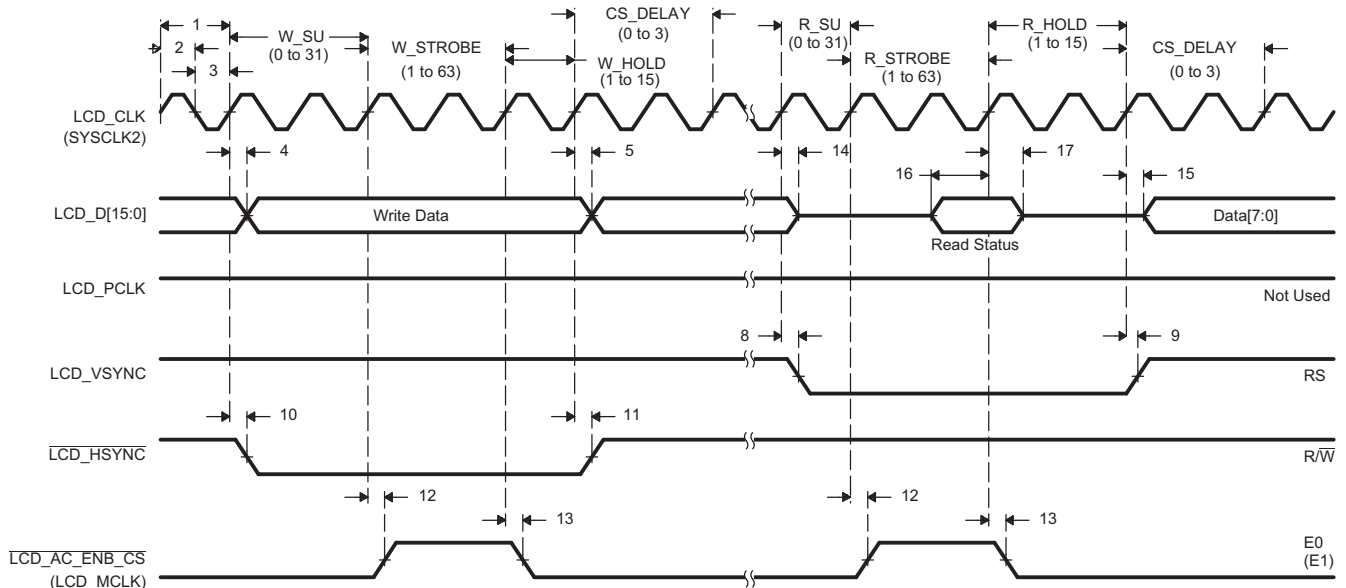 1
2
3
W_SU
(0 to 31)
W_STROBE
(1 to 63)
CS_DELAY
(0 to 3)
W_HOLD
(1 to 15)
R_SU
(0 to 31)
R_STROBE
(1 to 63)
R_HOLD
(1 to 15)
CS_DELAY
(0 to 3)
LCD_CLK
(SYSCLK2)
4
5
14
16
17
15
LCD_D[15:0]
Write Data
Read Status
Data[7:0]
LCD_PCLK
Not Used
8
9
LCD_VSYNC
RS
10
11
LCD_HSYNC
R/W
12
13
12
13
LCD_AC_ENB_CS
(LCD_MCLK)
E0
(E1)